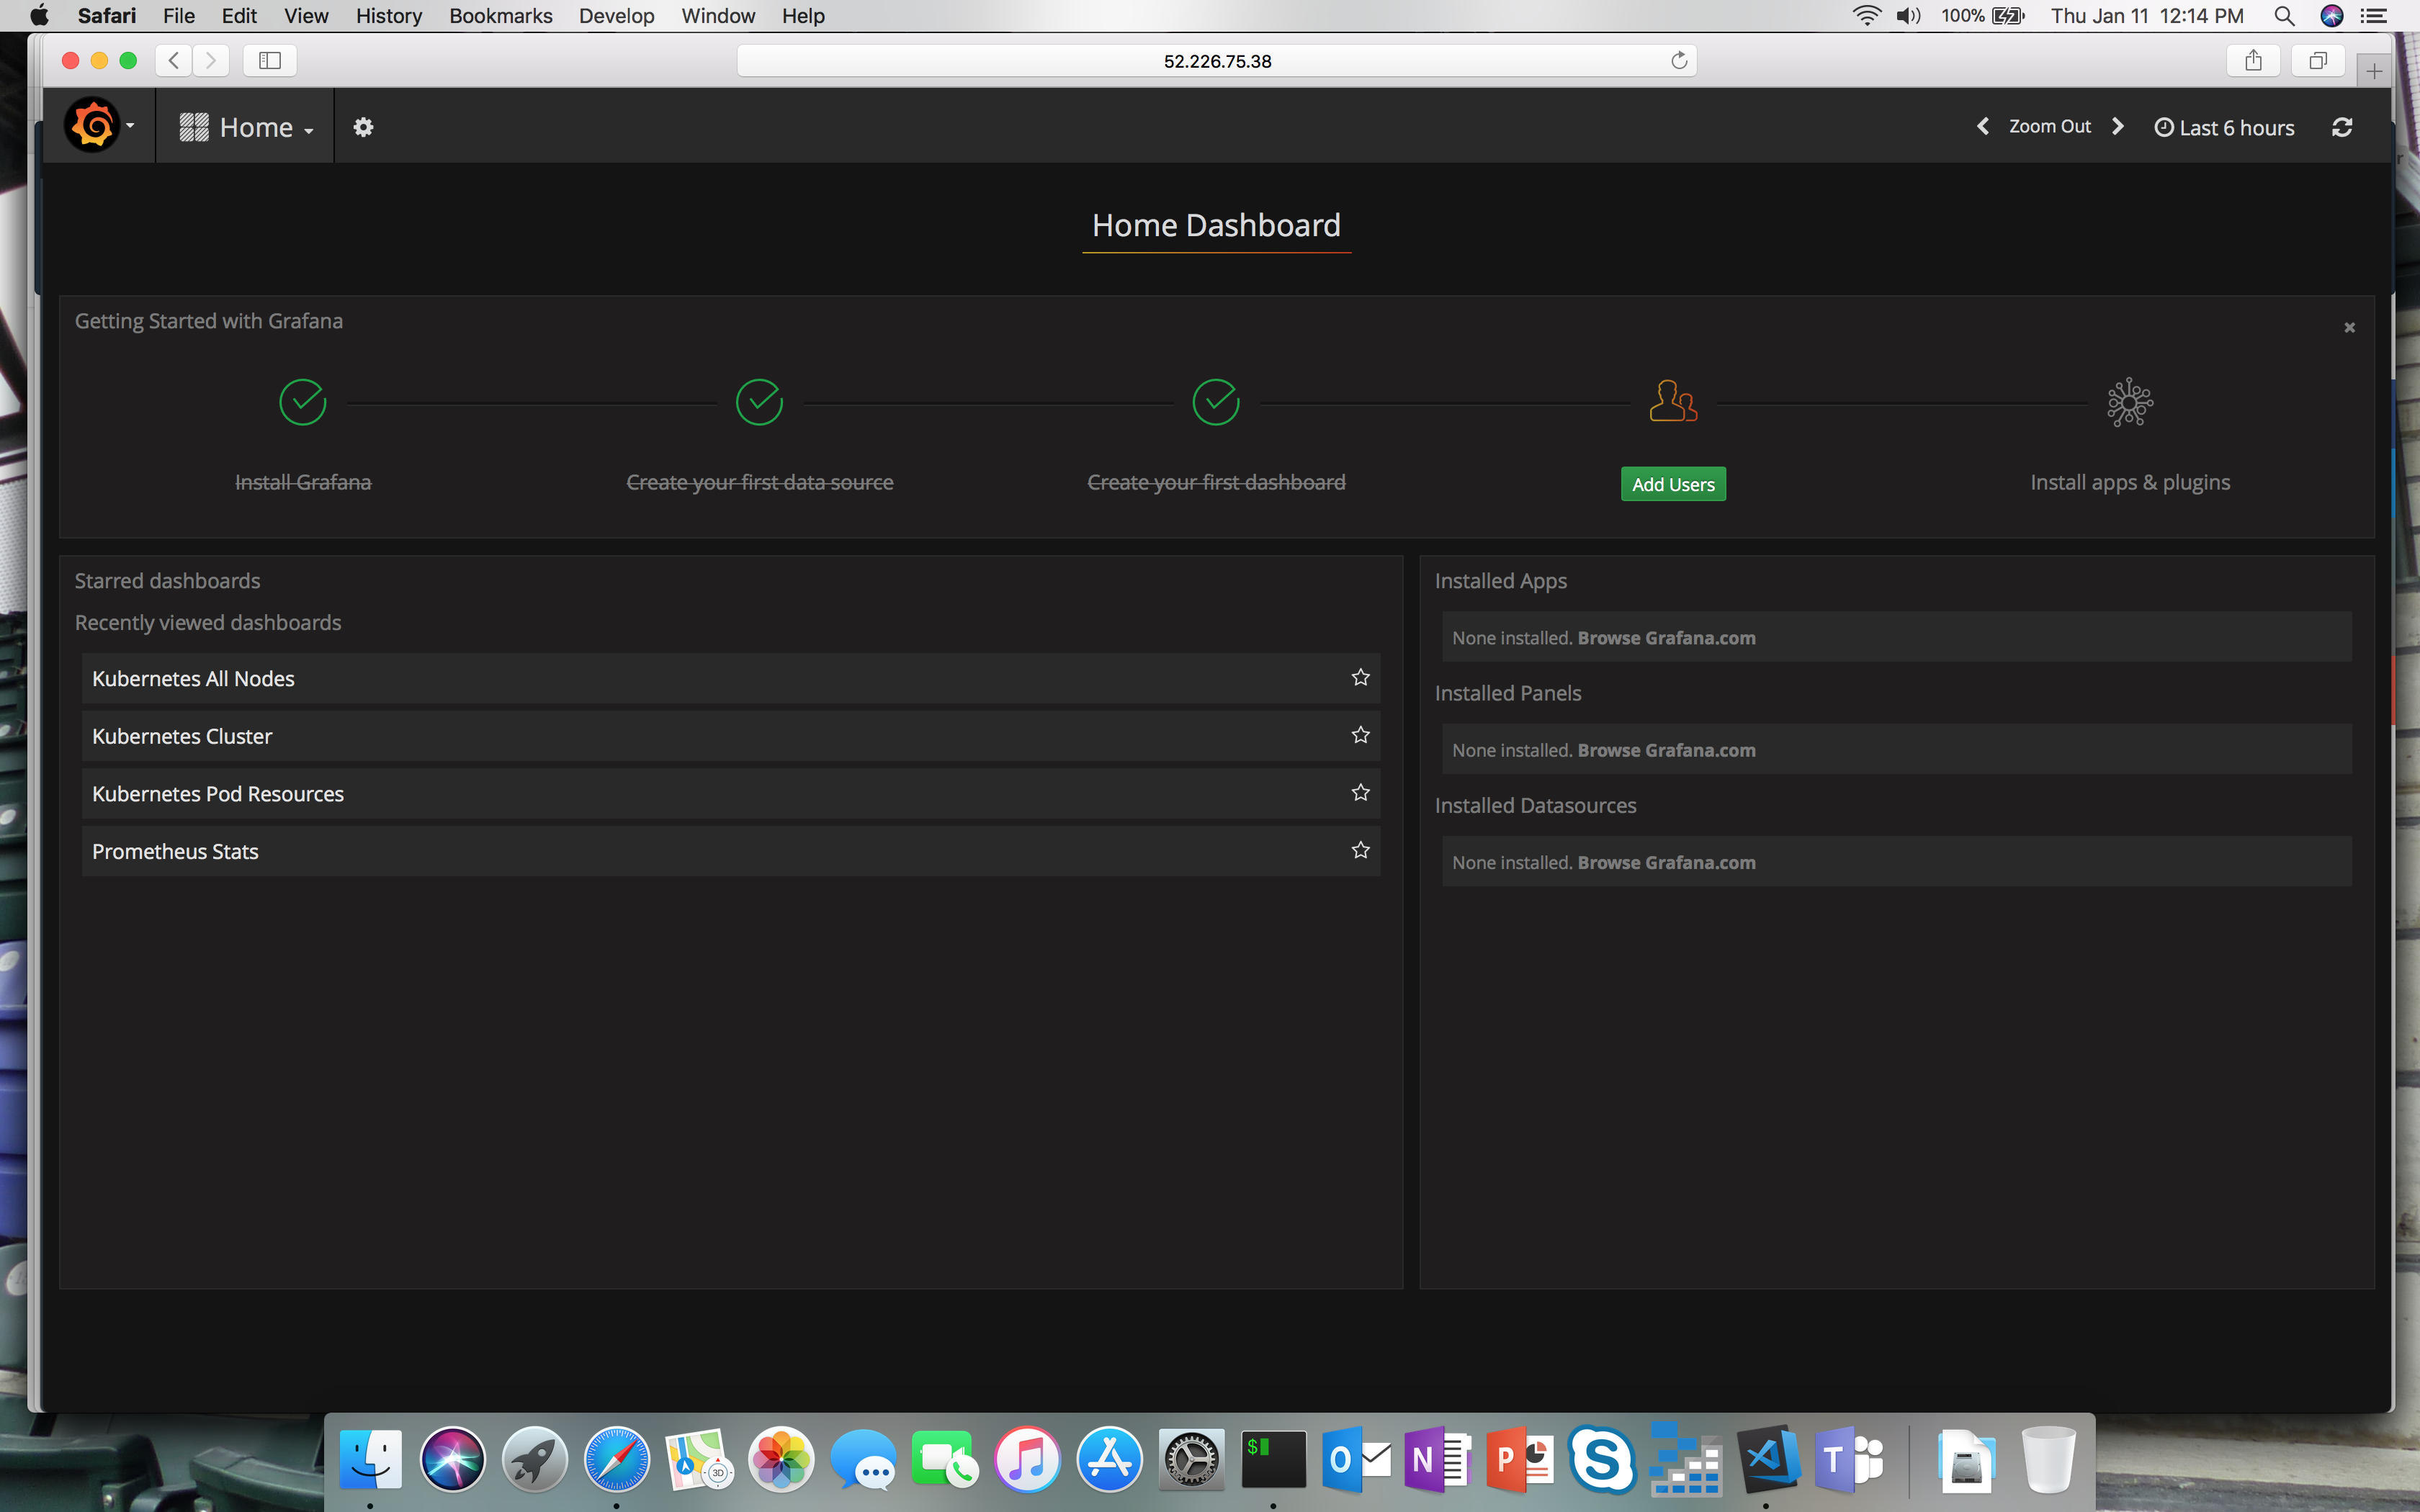 Safari File Edit View History Bookmarks Develop Window Help 100% Thu Jan 11 12:14 PM
52.226.75.38
Home Zoom Out Last 6 hours
Home Dashboard
Getting Started with Grafana
Install Grafana Create your first data source Create your first dashboard Add Users Install apps & plugins
Starred dashboards
Recently viewed dashboards
Kubernetes All Nodes
Kubernetes Cluster
Kubernetes Pod Resources
Prometheus Stats
Installed Apps
None installed. Browse Grafana.com
Installed Panels
None installed. Browse Grafana.com
Installed Datasources
None installed. Browse Grafana.com
3D $ O N P S T